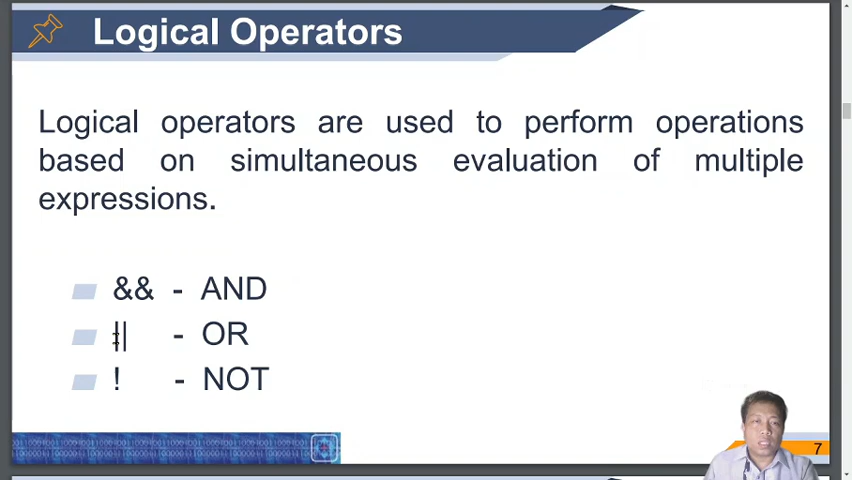 Logical Operators
Logical operators are used to perform operations
based on simultaneous evaluation of multiple
expressions.
&& - AND
|| - OR
! - NOT
7